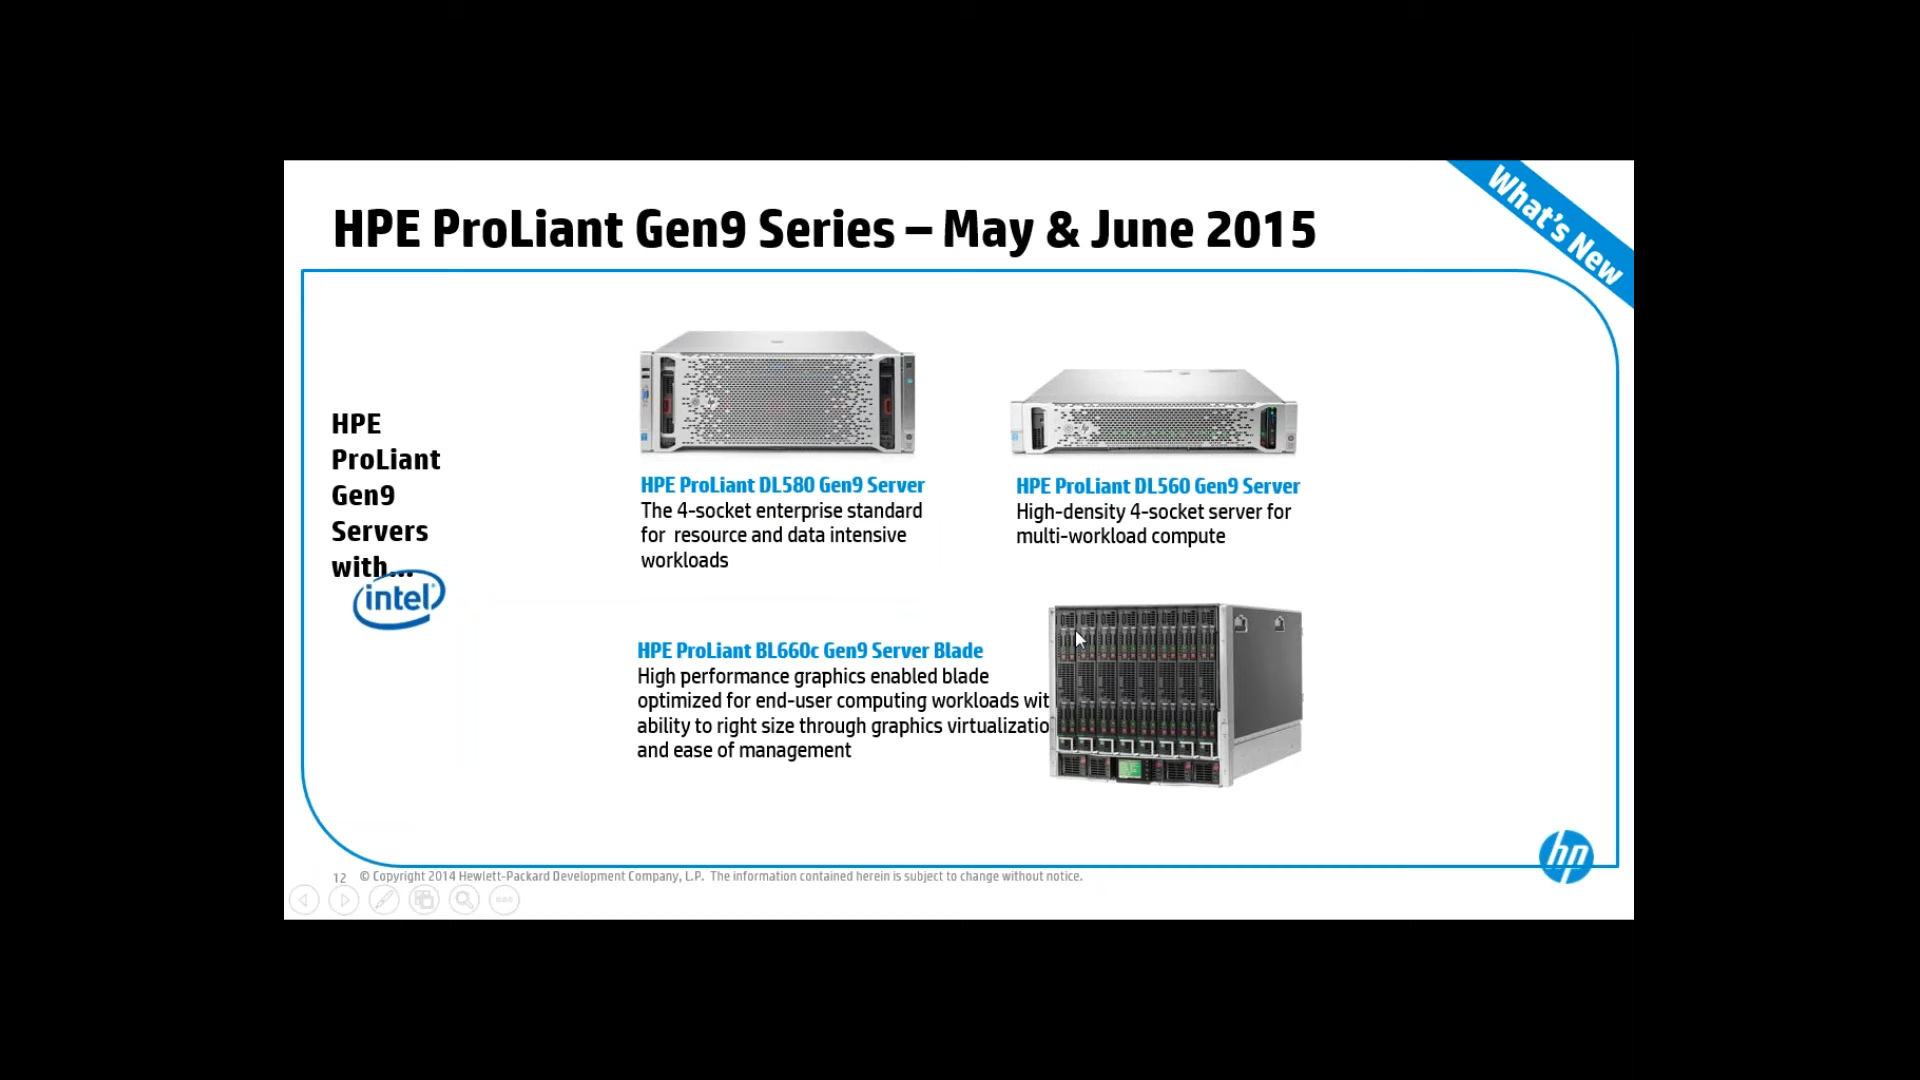 What's New
HPE ProLiant Gen9 Series – May & June 2015
HPE
ProLiant
Gen9
Servers
with...
intel
HPE ProLiant DL580 Gen9 Server
The 4-socket enterprise standard
for resource and data intensive
workloads
HPE ProLiant DL560 Gen9 Server
High-density 4-socket server for
multi-workload compute
HPE ProLiant BL660c Gen9 Server Blade
High performance graphics enabled blade
optimized for end-user computing workloads wit
ability to right size through graphics virtualizatio
and ease of management
hp
12 © Copyright 2014 Hewlett-Packard Development Company, L.P. The information contained herein is subject to change without notice.